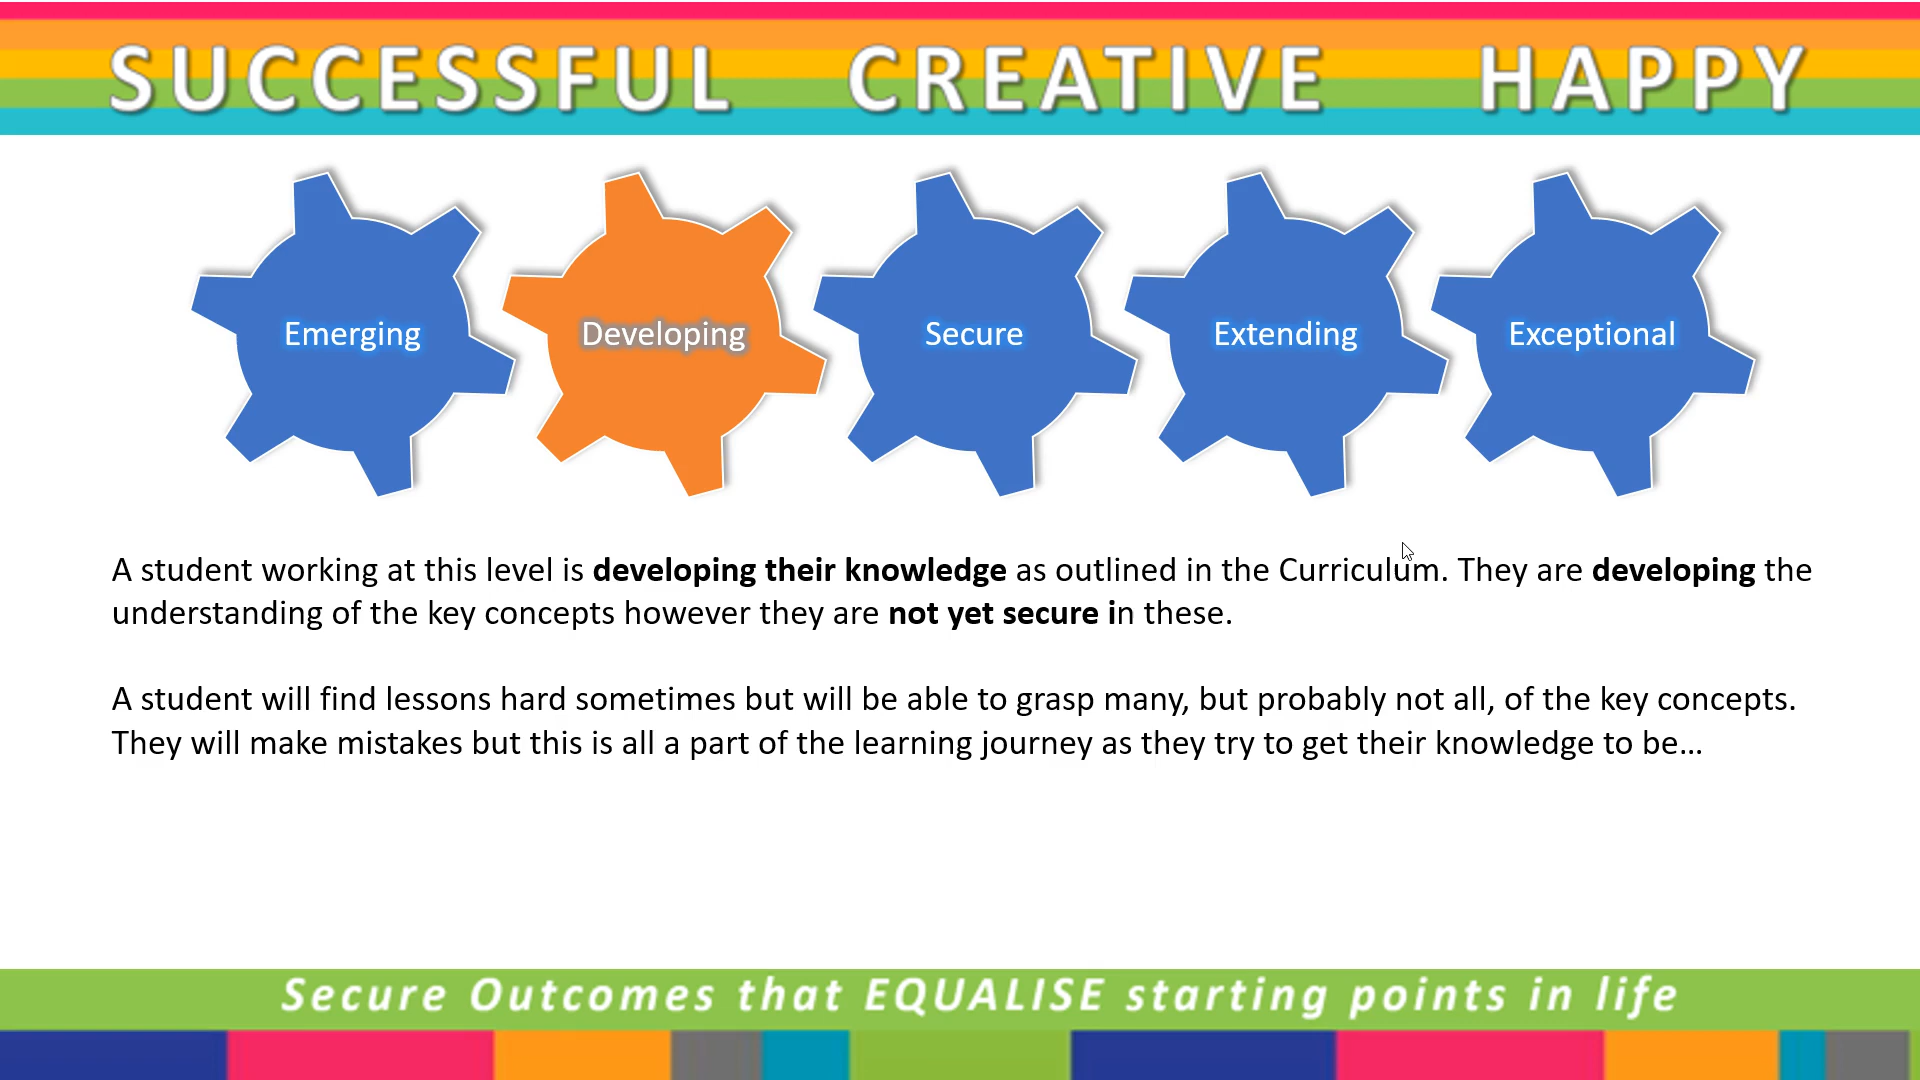 SUCCESSFUL CREATIVE HAPPY
Emerging Developing Secure Extending Exceptional
A student working at this level is developing their knowledge as outlined in the Curriculum. They are developing the
understanding of the key concepts however they are not yet secure in these.
A student will find lessons hard sometimes but will be able to grasp many, but probably not all, of the key concepts.
They will make mistakes but this is all a part of the learning journey as they try to get their knowledge to be…
Secure Outcomes that EQUALISE starting points in life